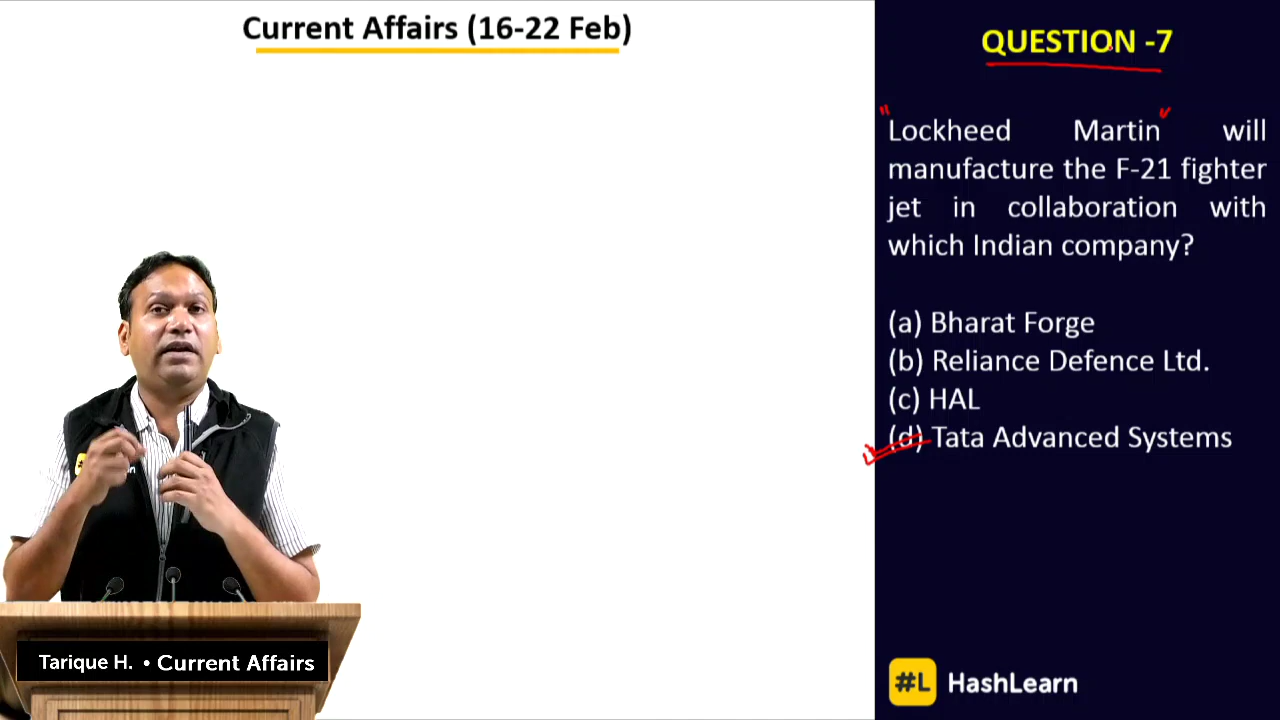 Current Affairs (16-22 Feb)
QUESTION -7
"Lockheed Martin" will
manufacture the F-21 fighter
jet in collaboration with
which Indian company?
(a) Bharat Forge
(b) Reliance Defence Ltd.
(c) HAL
(d) Tata Advanced Systems
Tarique H. • Current Affairs
#L HashLearn